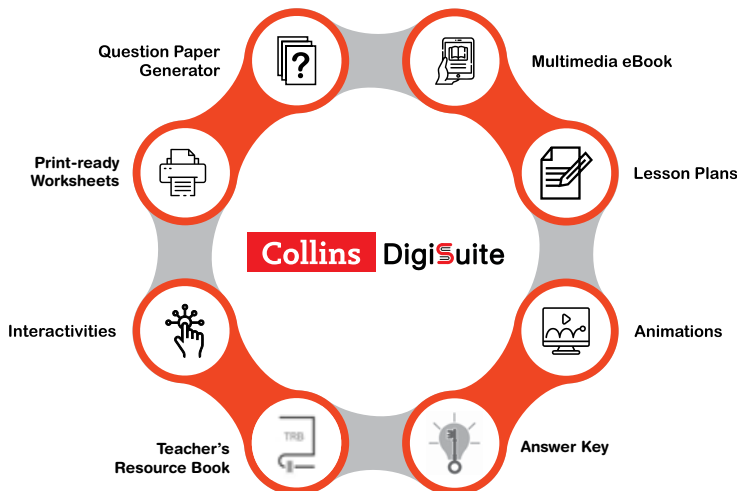 Question Paper
Generator
Multimedia eBook
Print-ready
Worksheets
Lesson Plans
Collins DigiSuite
Interactivities
Animations
TRB
Teacher’s
Resource Book
Answer Key
?